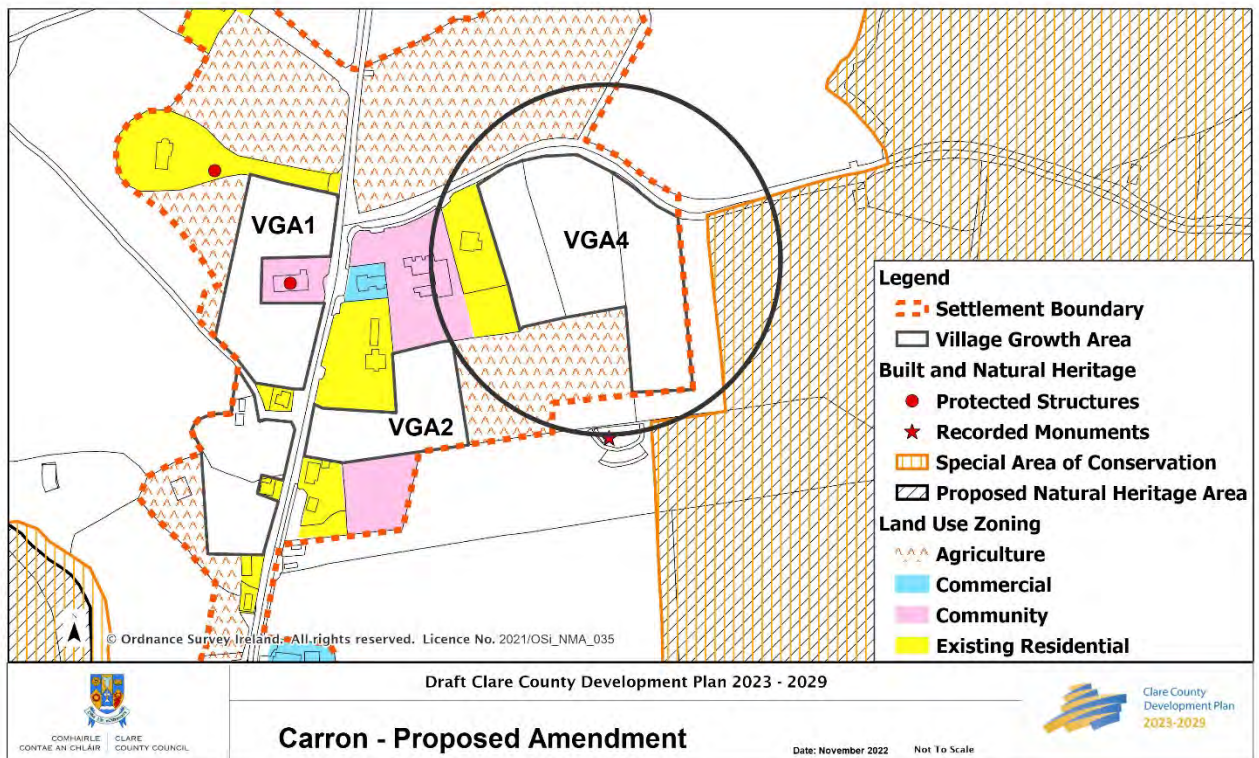 VGA1
VGA4
VGA2
Legend
Settlement Boundary
Village Growth Area
Built and Natural Heritage
Protected Structures
Recorded Monuments
Special Area of Conservation
Proposed Natural Heritage Area
Land Use Zoning
Agriculture
Commercial
Community
Existing Residential
© Ordnance Survey Ireland. All rights reserved. Licence No. 2021/OSi_NMA_035
Draft Clare County Development Plan 2023 - 2029
COMHAIRLE CONTAE AN CHLÁIR
CLARE COUNTY COUNCIL
Carron - Proposed Amendment
Date: November 2022
Not To Scale
Clare County
Development Plan
2023-2029